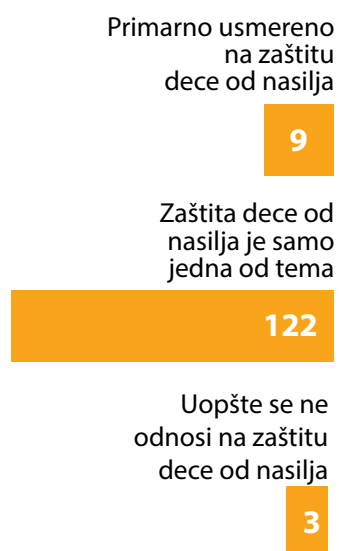 Primarno usmereno
na zaštitu
dece od nasilja
9
Zaštita dece od
nasilja je samo
jedna od tema
122
Uopšte se ne
odnosi na zaštitu
dece od nasilja
3